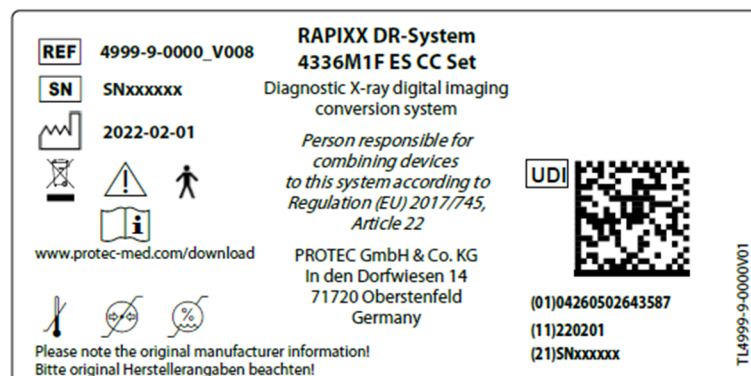 REF 4999-9-0000_V008
SN SNxxxxxx
2022-02-01
i
www.protec-med.com/download
%
Please note the original manufacturer information!
Bitte original Herstellerangaben beachten!
RAPIXX DR-System
4336M1F ES CC Set
Diagnostic X-ray digital imaging
conversion system
Person responsible for
combining devices
to this system according to
Regulation (EU) 2017/745,
Article 22
PROTEC GmbH & Co. KG
In den Dorfwiesen 14
71720 Oberstenfeld
Germany
UDI
(01)04260502643587
(11)220201
(21)SNxxxxxx
TL4999-9-0000V01